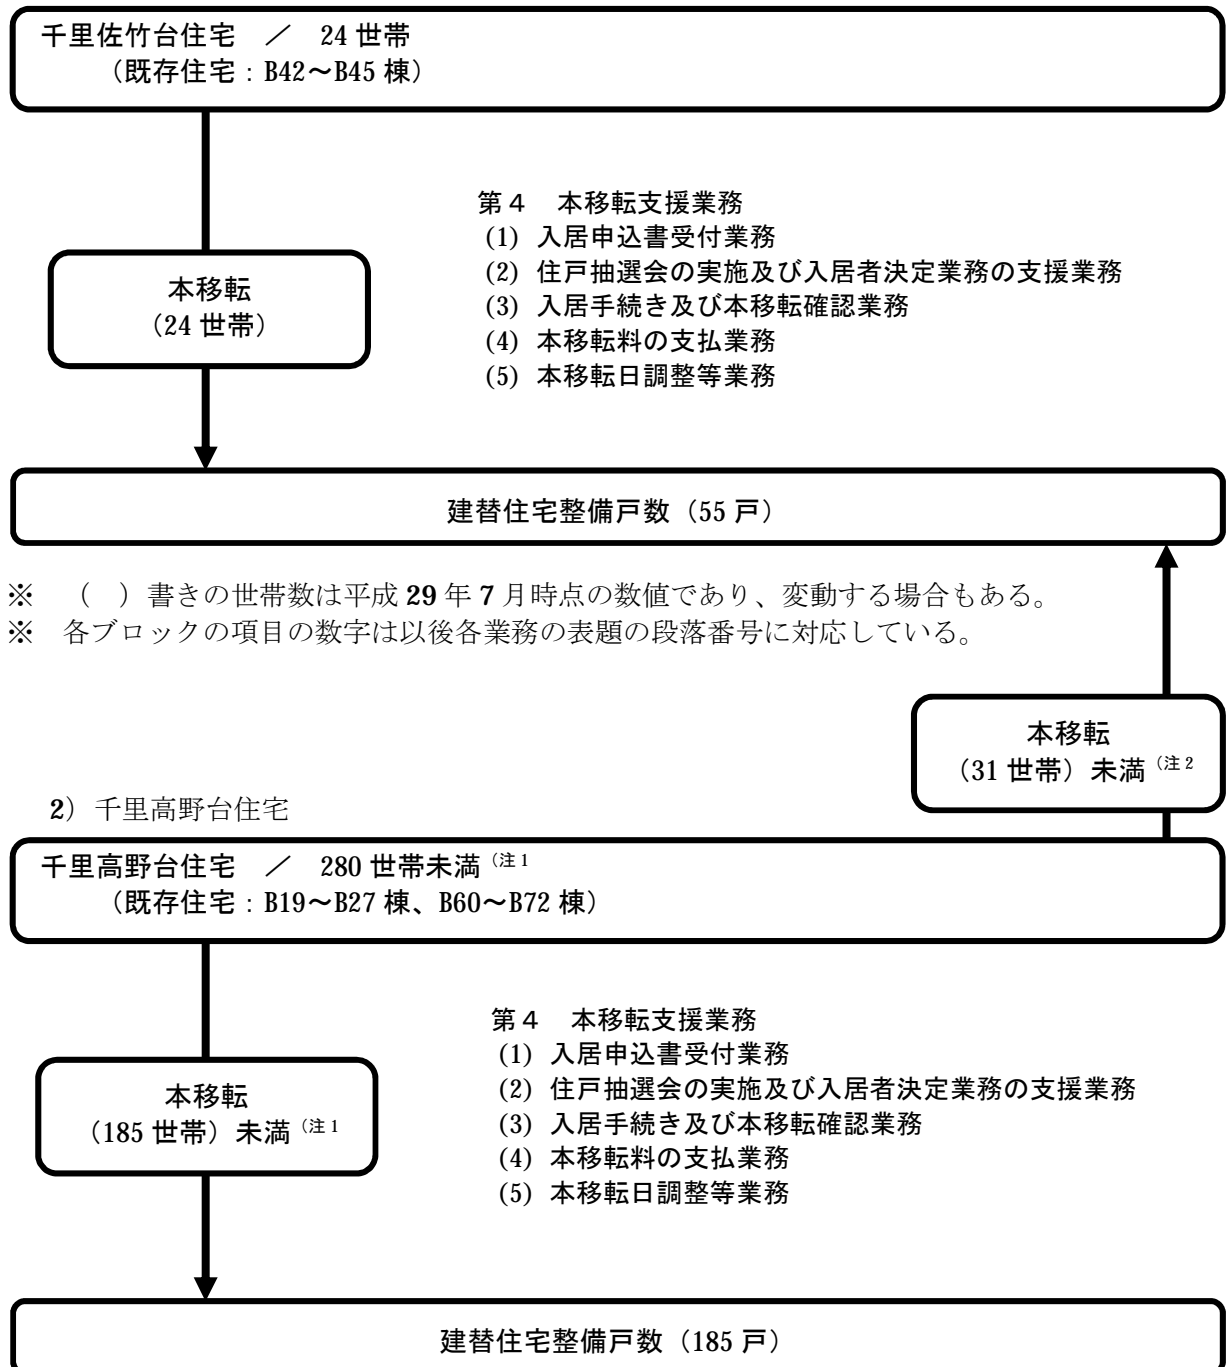 千里佐竹台住宅 ／ 24 世帯
（既存住宅：B42～B45 棟）
第４ 本移転支援業務
(1) 入居申込書受付業務
(2) 住戸抽選会の実施及び入居者決定業務の支援業務
(3) 入居手続き及び本移転確認業務
(4) 本移転料の支払業務
(5) 本移転日調整等業務
本移転
（24 世帯）
建替住宅整備戸数（55 戸）
※ （ ）書きの世帯数は平成 29 年 7 月時点の数値であり、変動する場合もある。
※ 各ブロックの項目の数字は以後各業務の表題の段落番号に対応している。
本移転
（31 世帯）未満（注２
2）千里高野台住宅
千里高野台住宅 ／ 280 世帯未満（注１
（既存住宅：B19～B27 棟、B60～B72 棟）
第４ 本移転支援業務
(1) 入居申込書受付業務
(2) 住戸抽選会の実施及び入居者決定業務の支援業務
(3) 入居手続き及び本移転確認業務
(4) 本移転料の支払業務
(5) 本移転日調整等業務
本移転
（185 世帯）未満（注１
建替住宅整備戸数（185 戸）